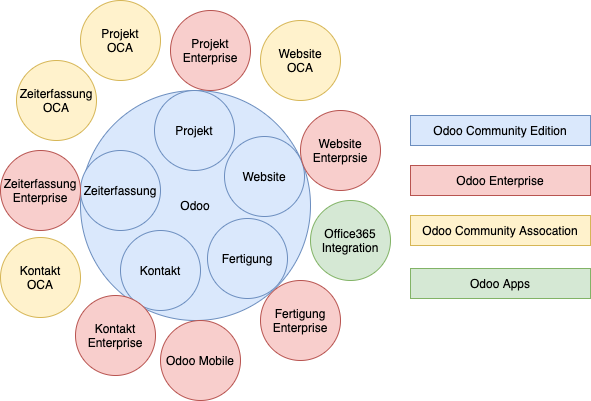 Projekt
OCA
Projekt
Enterprise
Website
OCA
Zeiterfassung
OCA
Projekt
Website
Enterprsie
Odoo Community Edition
Zeiterfassung
Enterprise
Zeiterfassung
Website
Odoo Enterprise
Odoo
Office365
Integration
Odoo Community Assocation
Kontakt
OCA
Kontakt
Fertigung
Odoo Apps
Kontakt
Enterprise
Fertigung
Enterprise
Odoo Mobile